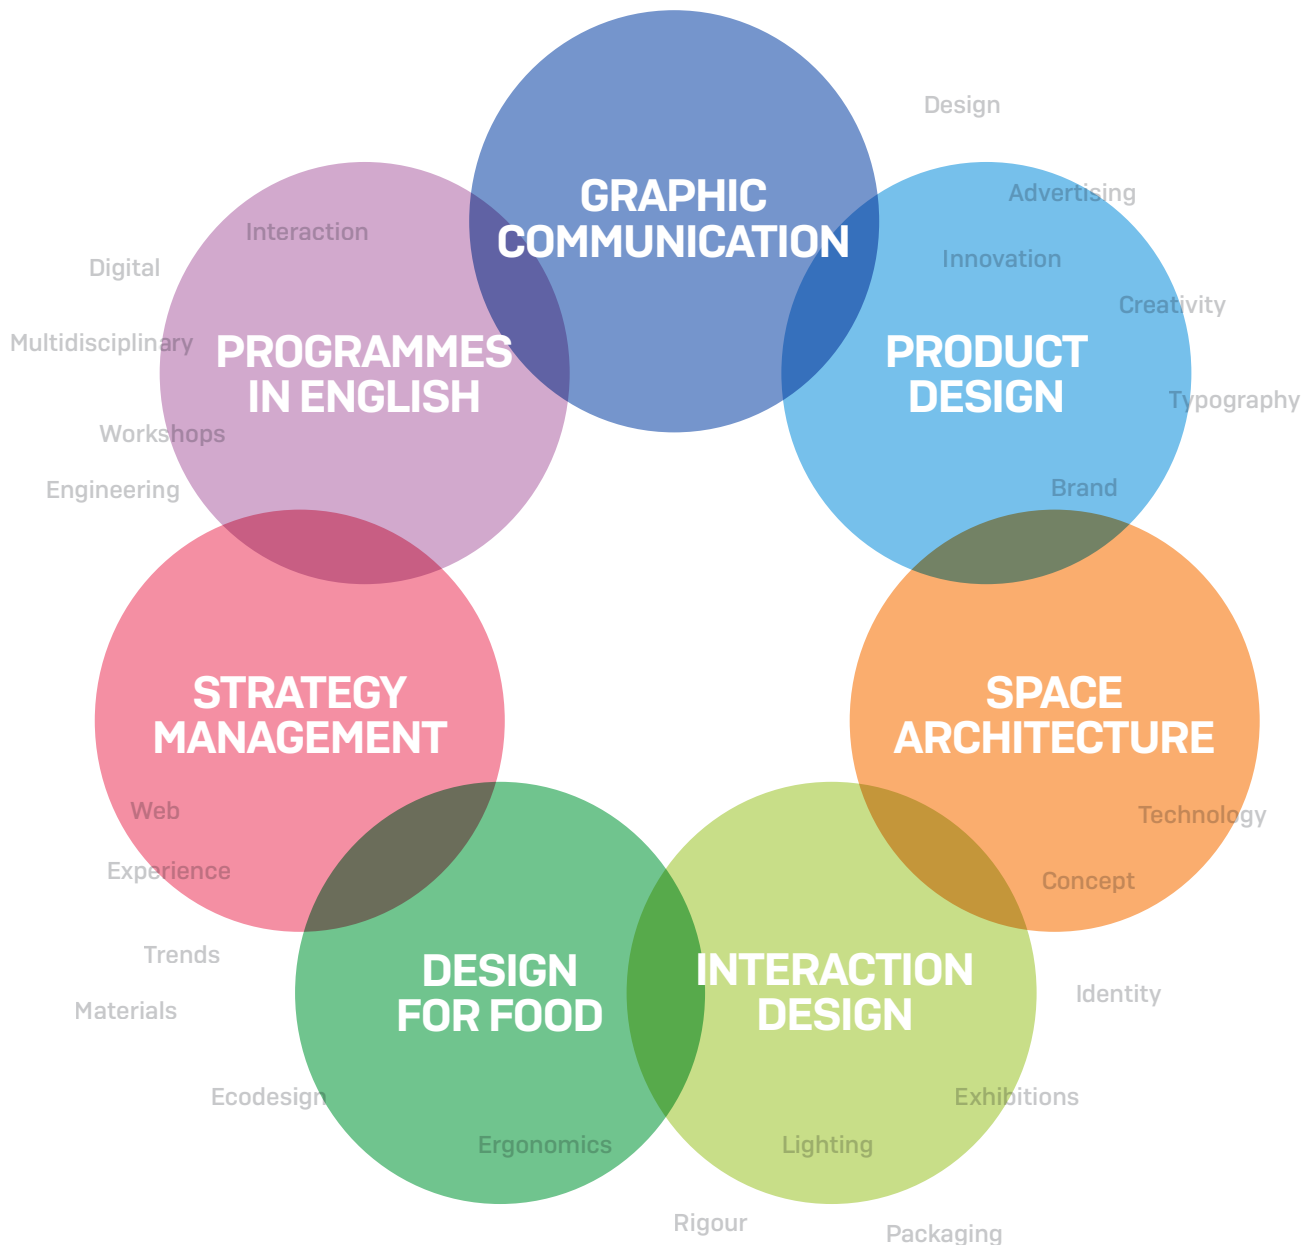 Design
GRAPHIC
COMMUNICATION
Advertising
Interaction
Innovation
Digital
Creativity
Multidisciplinary
PROGRAMMES
IN ENGLISH
PRODUCT
DESIGN
Typography
Workshops
Brand
Engineering
STRATEGY
MANAGEMENT
SPACE
ARCHITECTURE
Web
Technology
Experience
Concept
Trends
DESIGN
FOR FOOD
INTERACTION
DESIGN
Identity
Materials
Ecodesign
Exhibitions
Ergonomics
Lighting
Rigour
Packaging